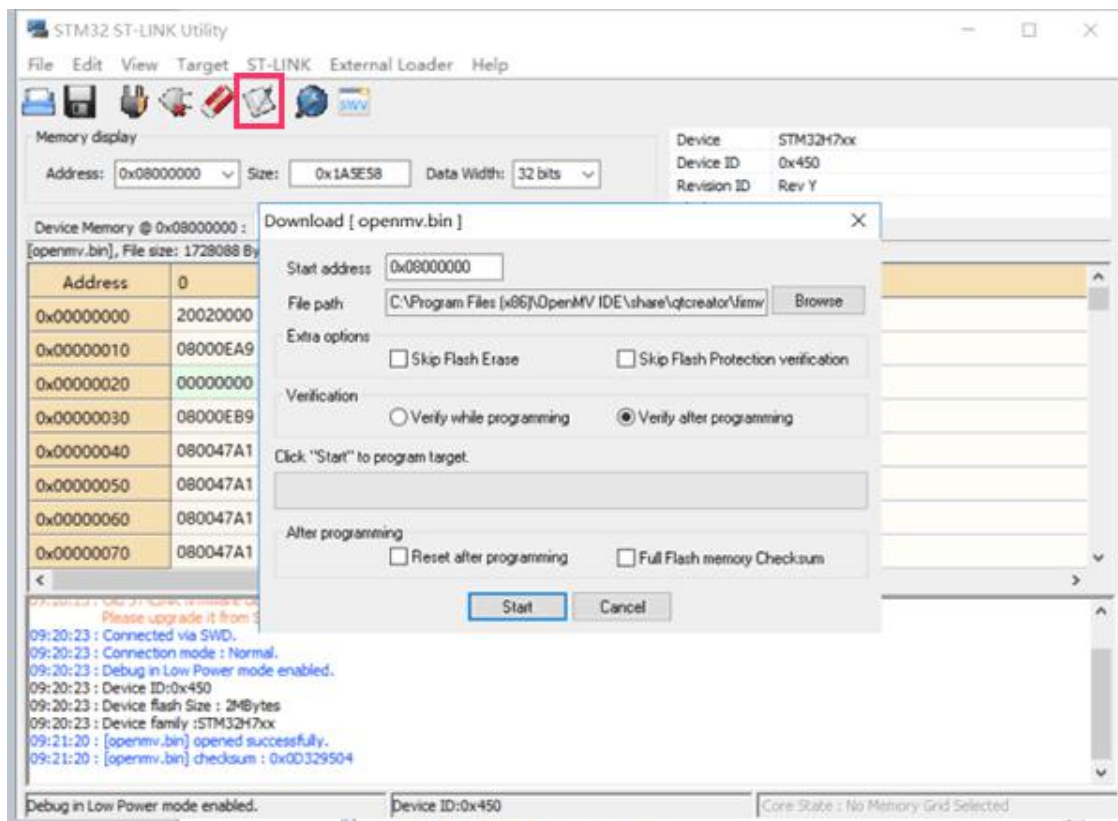 STM32 ST-LINK Utility
File Edit View Target ST-LINK External Loader Help
SWV
Memory display
Address: 0x08000000 Size: 0x1A5E58 Data Width: 32 bits
Device STM32H7xx
Device ID 0x450
Revision ID Rev Y
Device Memory @ 0x08000000 :
[openmv.bin], File size: 1728088 By
Address 0
0x00000000 20020000
0x00000010 08000EA9
0x00000020 00000000
0x00000030 08000EB9
0x00000040 080047A1
0x00000050 080047A1
0x00000060 080047A1
0x00000070 080047A1
Download [ openmv.bin ]
Start address 0x08000000
File path C:\Program Files (x86)\OpenMV IDE\share\qtcreator\firmw Browse
Extra options
Skip Flash Erase Skip Flash Protection verification
Verification
Verify while programming Verify after programming
Click "Start" to program target.
After programming
Reset after programming Full Flash memory Checksum
Start Cancel
Please upgrade it from
09:20:23 : Connected via SWD.
09:20:23 : Connection mode : Normal.
09:20:23 : Debug in Low Power mode enabled.
09:20:23 : Device ID:0x450
09:20:23 : Device flash Size : 2MBytes
09:20:23 : Device family :STM32H7xx
09:21:20 : [openmv.bin] opened successfully.
09:21:20 : [openmv.bin] checksum : 0x0D329504
Debug in Low Power mode enabled. Device ID:0x450 Core State : No Memory Grid Selected